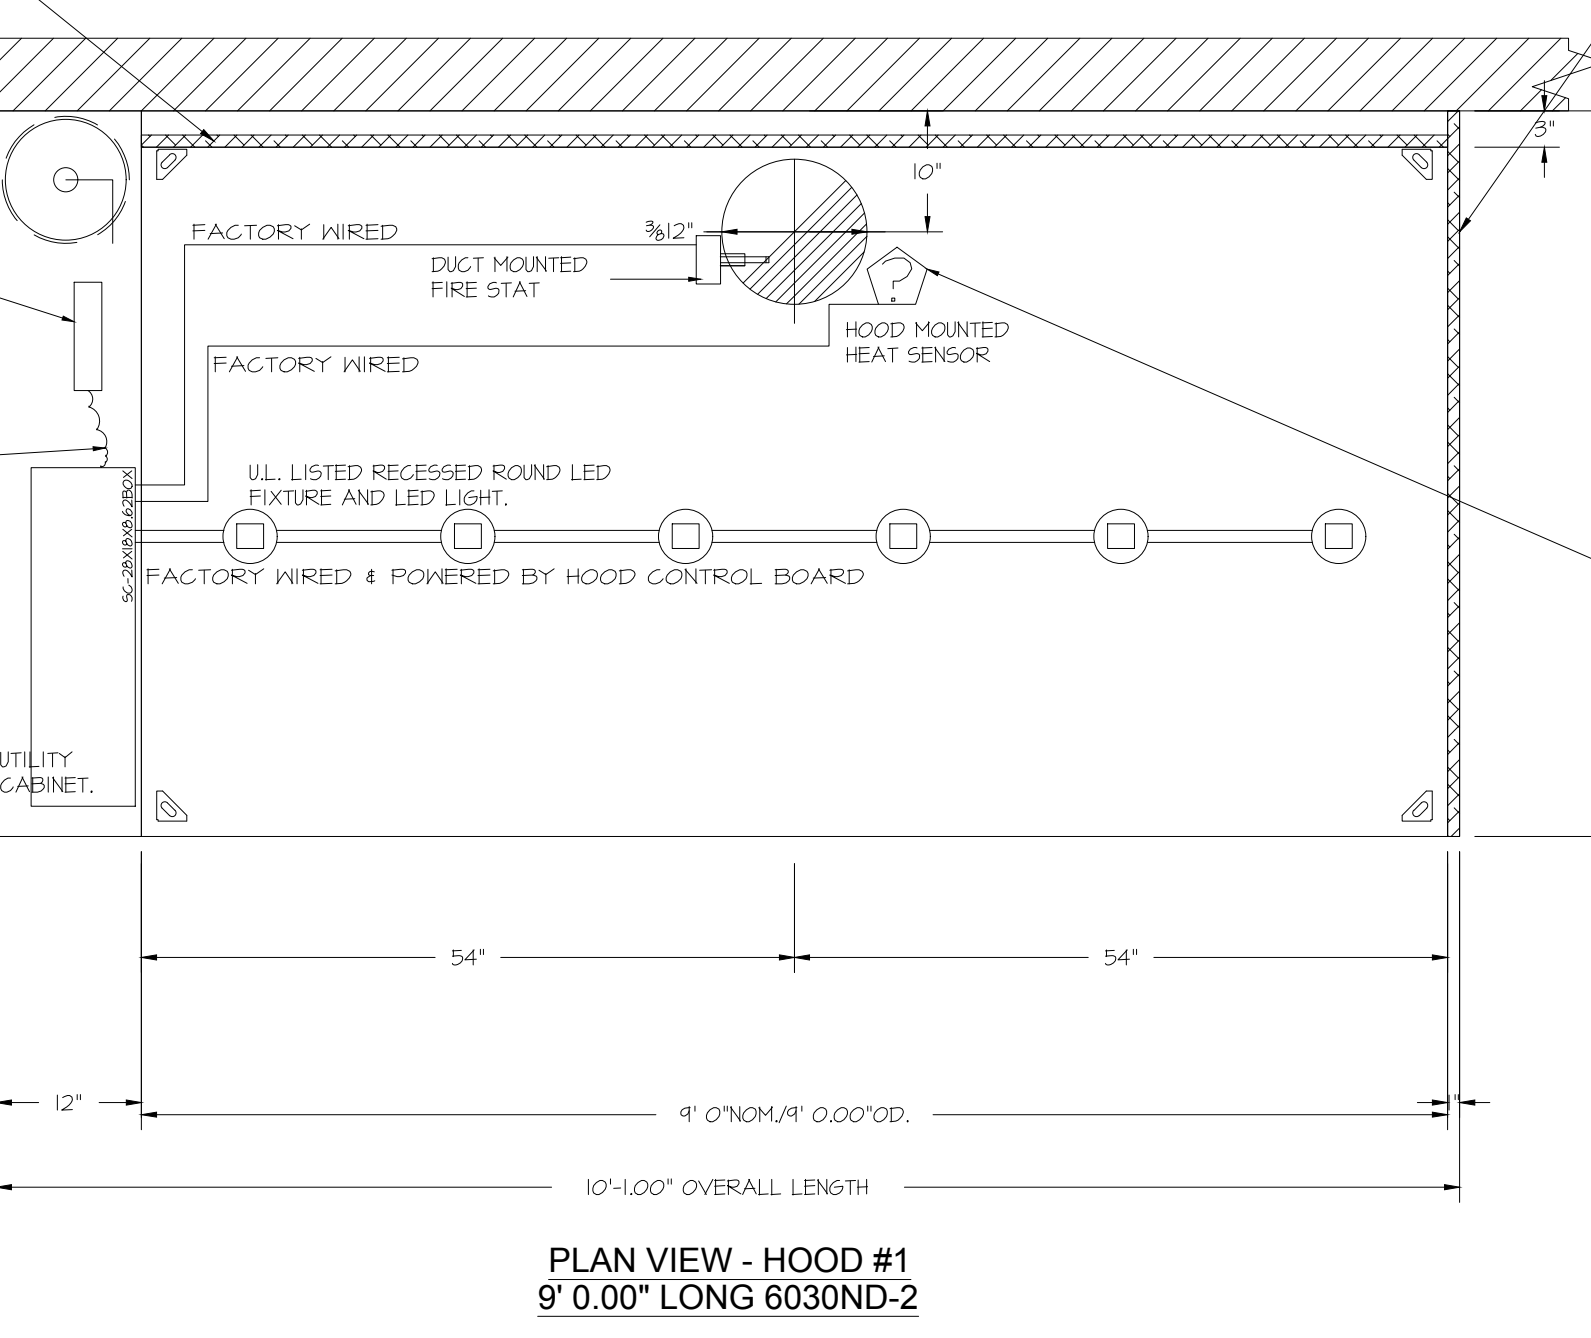 3"
10"
FACTORY WIRED
12"
DUCT MOUNTED
FIRE STAT
?
HOOD MOUNTED
HEAT SENSOR
FACTORY WIRED
U.L. LISTED RECESSED ROUND LED
FIXTURE AND LED LIGHT.
SC-28X18X8.62BOX
FACTORY WIRED & POWERED BY HOOD CONTROL BOARD
UTILITY
CABINET.
54"
54"
12"
9' 0"NOM./9' 0.00"OD.
1"
10'-1.00" OVERALL LENGTH
PLAN VIEW - HOOD #1
9' 0.00" LONG 6030ND-2